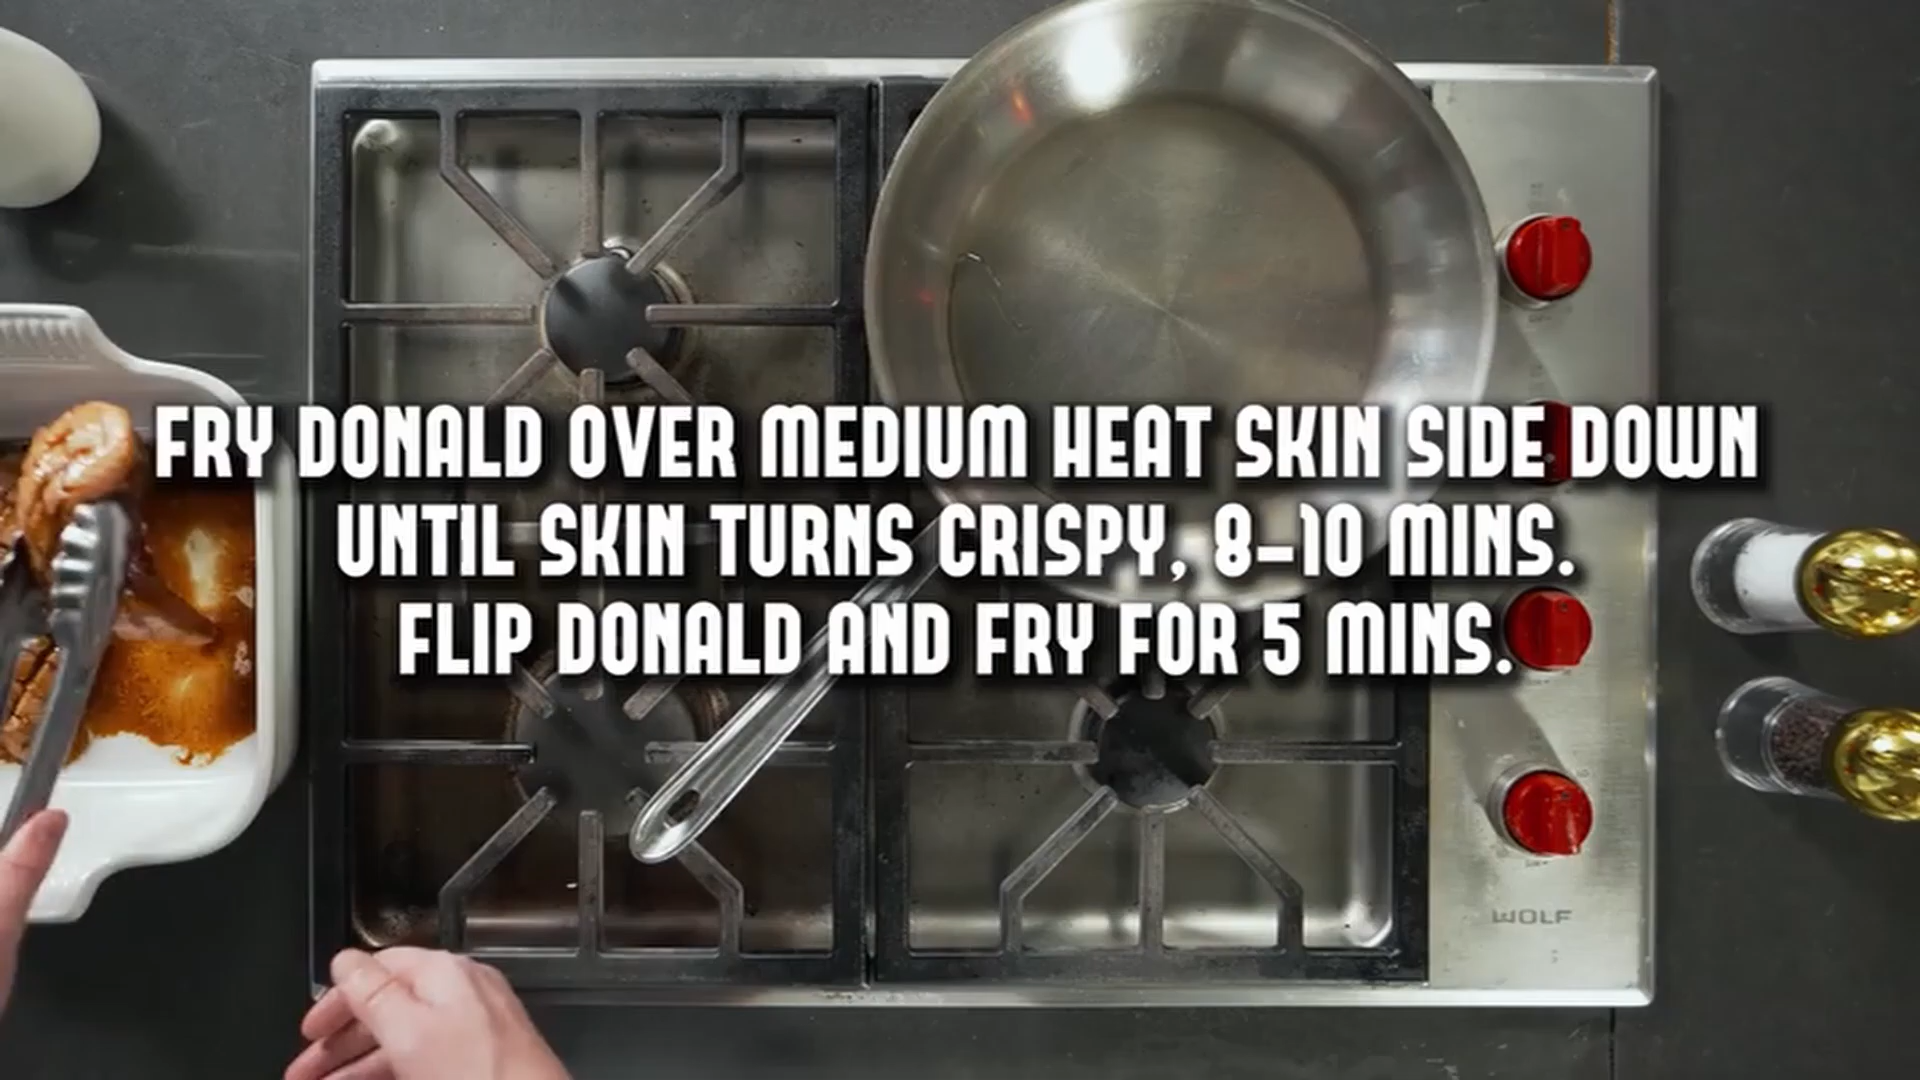 FRY DONALD OVER MEDIUM HEAT SKIN SIDE DOWN
UNTIL SKIN TURNS CRISPY, 8-10 MINS.
FLIP DONALD AND FRY FOR 5 MINS.
WOLF